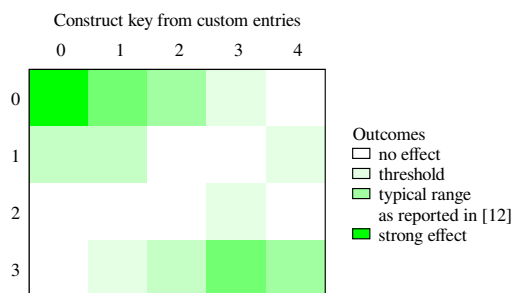 Construct key from custom entries
0 1 2 3 4
0
1
2
3
Outcomes
no effect
threshold
typical range
as reported in [12]
strong effect